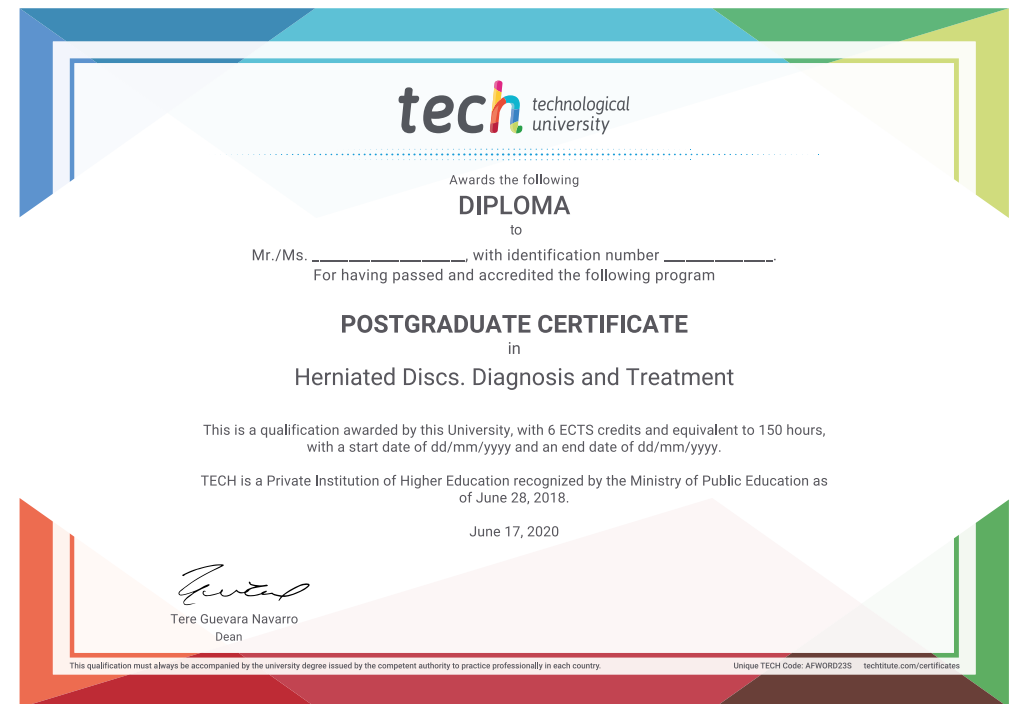 tech technological
university
Awards the following
DIPLOMA
to
Mr./Ms. ____________________, with identification number ______________.
For having passed and accredited the following program
POSTGRADUATE CERTIFICATE
in
Herniated Discs. Diagnosis and Treatment
This is a qualification awarded by this University, with 6 ECTS credits and equivalent to 150 hours,
with a start date of dd/mm/yyyy and an end date of dd/mm/yyyy.
TECH is a Private Institution of Higher Education recognized by the Ministry of Public Education as
of June 28, 2018.
June 17, 2020
Tere Guevara Navarro
Dean
This qualification must always be accompanied by the university degree issued by the competent authority to practice professionally in each country.
Unique TECH Code: AFWORD23S techtitute.com/certificates